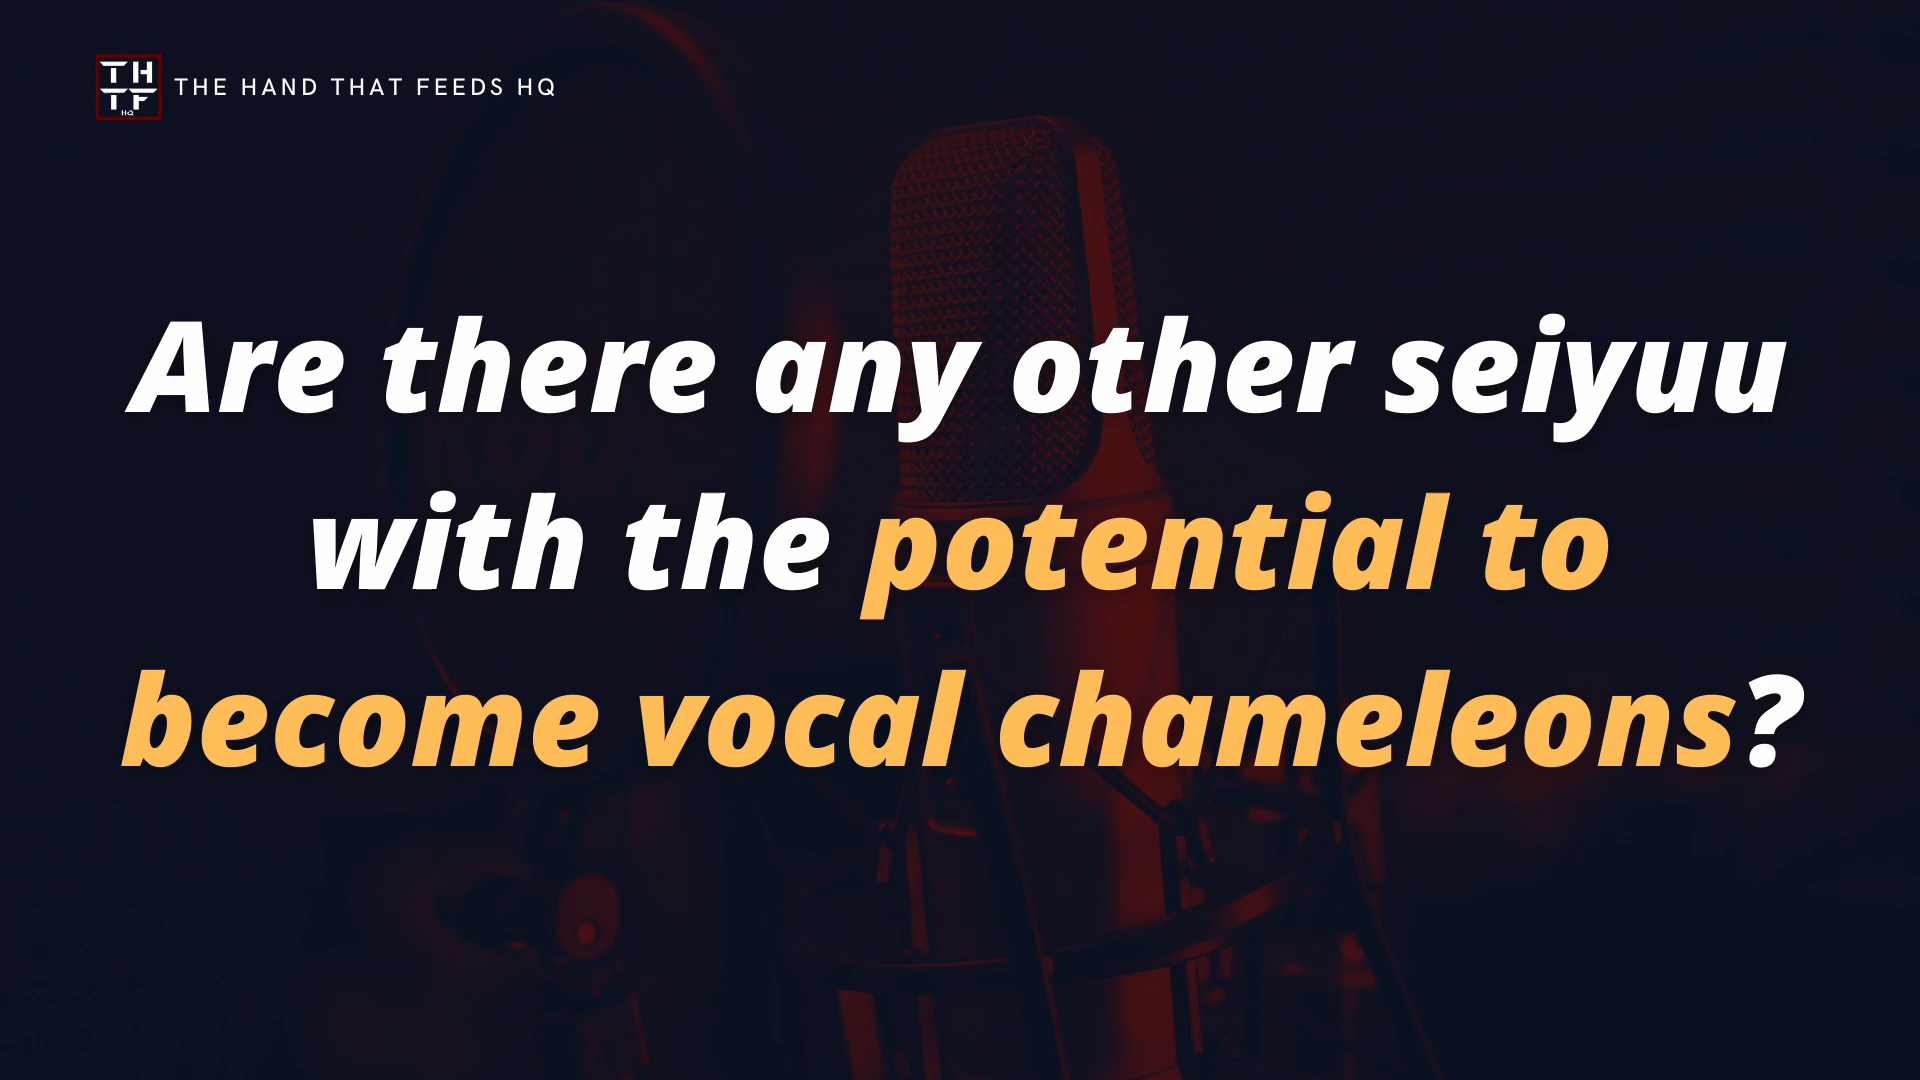 TH
TF
HQ
THE HAND THAT FEEDS HQ
Are there any other seiyuu
with the potential to
become vocal chameleons?